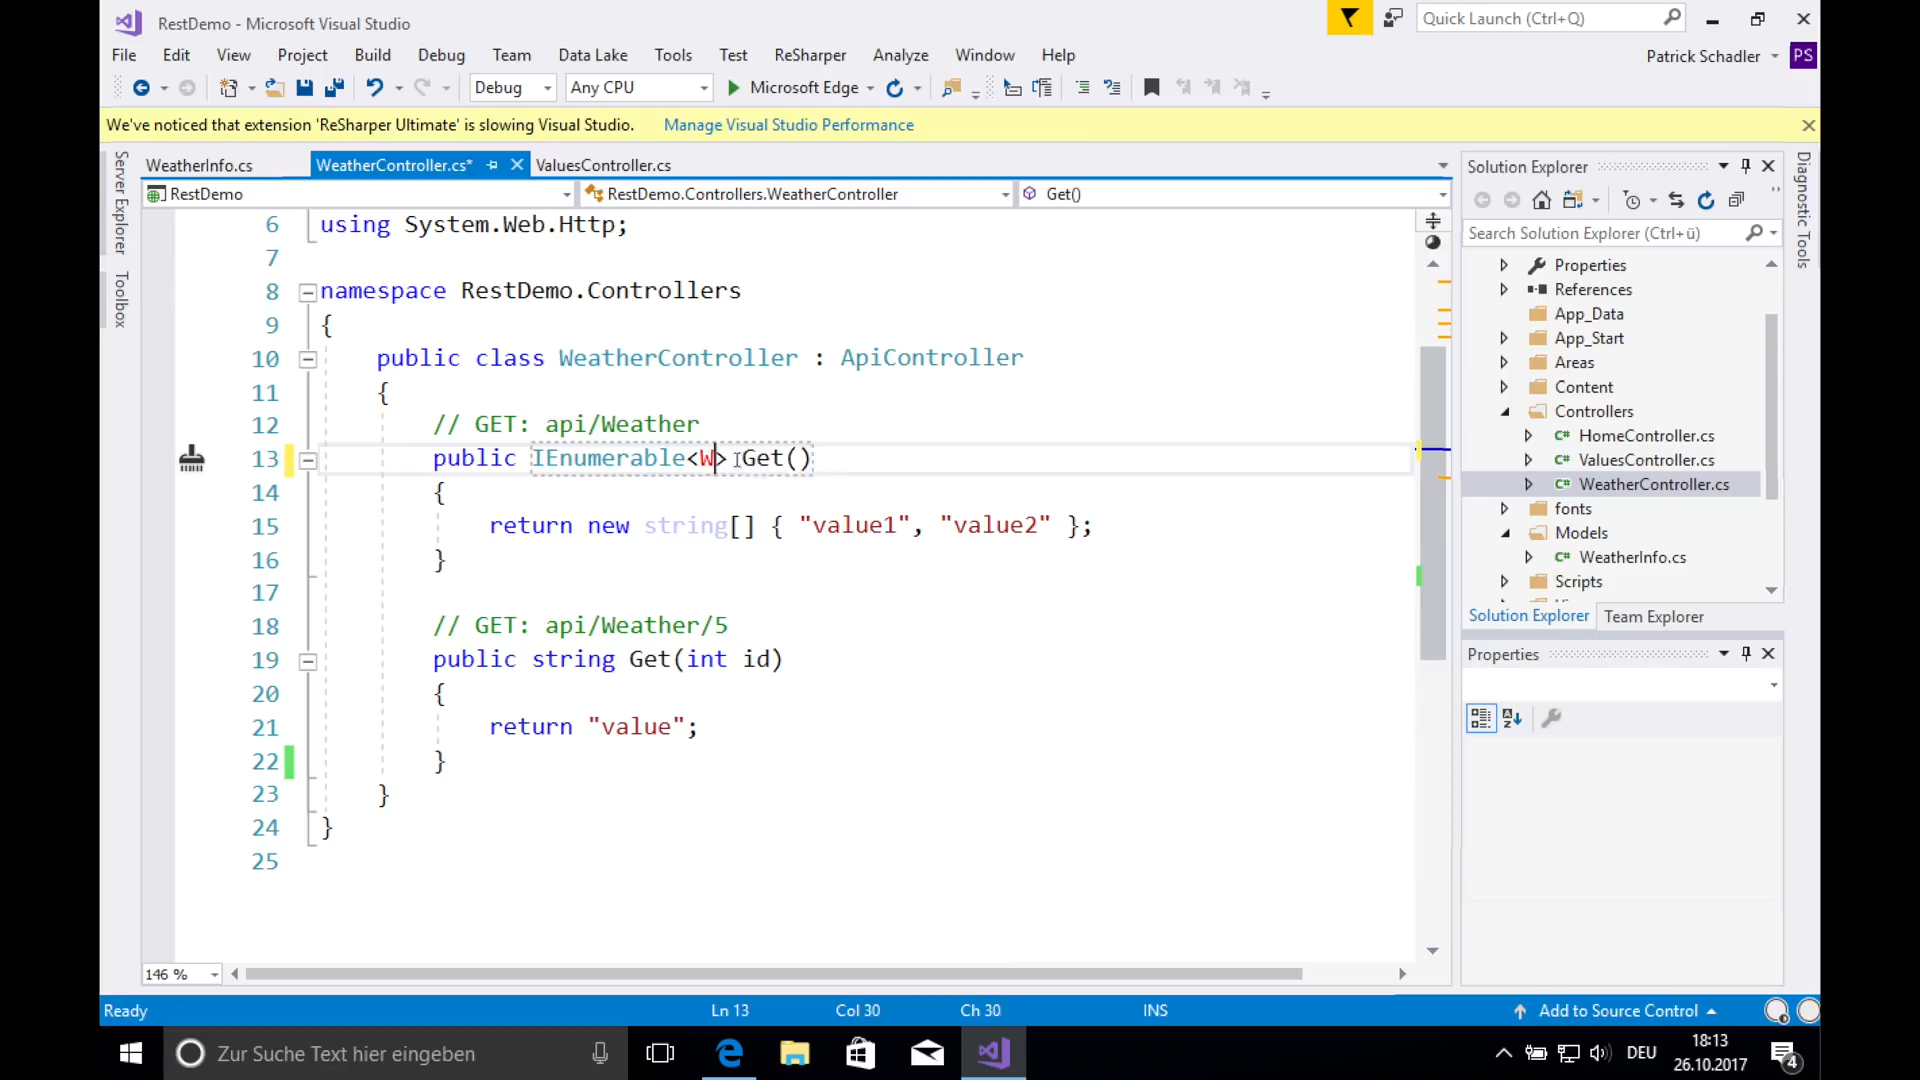 RestDemo - Microsoft Visual Studio
Quick Launch (Ctrl+Q)
File Edit View Project Build Debug Team Data Lake Tools Test ReSharper Analyze Window Help
Patrick Schadler PS
Debug Any CPU Microsoft Edge
We've noticed that extension 'ReSharper Ultimate' is slowing Visual Studio. Manage Visual Studio Performance
Server Explorer
Toolbox
WeatherInfo.cs WeatherController.cs* ValuesController.cs
RestDemo RestDemo.Controllers.WeatherController Get()
6 using System.Web.Http;
7
8 namespace RestDemo.Controllers
9 {
10 public class WeatherController : ApiController
11 {
12 // GET: api/Weather
13 public IEnumerable<W> Get()
14 {
15 return new string[] { "value1", "value2" };
16 }
17
18 // GET: api/Weather/5
19 public string Get(int id)
20 {
21 return "value";
22 }
23 }
24 }
25
146 %
Solution Explorer
Search Solution Explorer (Ctrl+ü)
Properties
References
App_Data
App_Start
Areas
Content
Controllers
C# HomeController.cs
C# ValuesController.cs
C# WeatherController.cs
fonts
Models
C# WeatherInfo.cs
Scripts
Solution Explorer Team Explorer
Properties
Diagnostic Tools
Ready Ln 13 Col 30 Ch 30 INS Add to Source Control
Zur Suche Text hier eingeben
DEU
18:13
26.10.2017
4